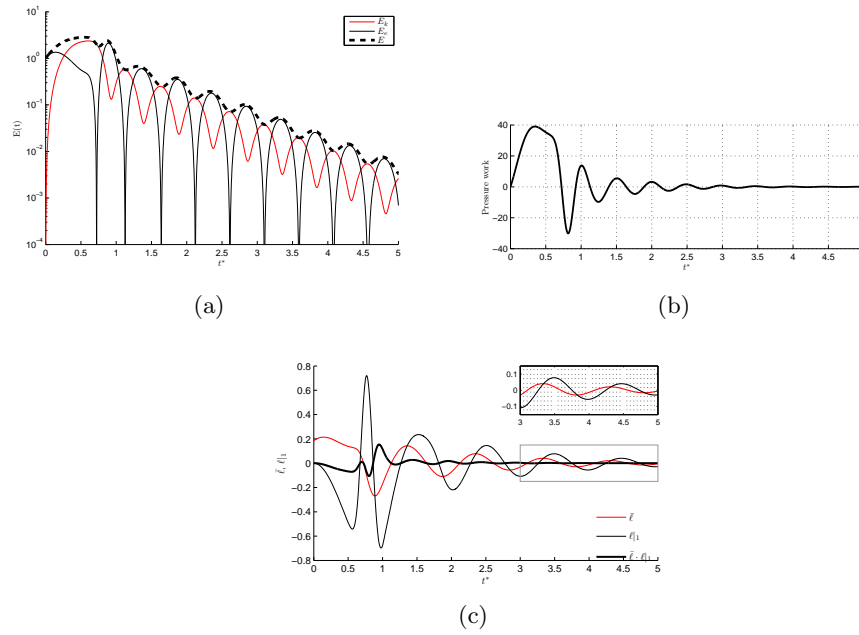 E_k
E_e
E
10^1
10^0
10^-1
10^-2
10^-3
10^-4
E(t)
0 0.5 1 1.5 2 2.5 3 3.5 4 4.5 5
t*
(a)
40
20
0
−20
−40
Pressure work
0 0.5 1 1.5 2 2.5 3 3.5 4 4.5
t*
(b)
0.8
0.6
0.4
0.2
0
−0.2
−0.4
−0.6
−0.8
ℓ̄, ℓ|₁
0 0.5 1 1.5 2 2.5 3 3.5 4 4.5 5
t*
0.1
0
−0.1
3 3.5 4 4.5 5
ℓ̄
ℓ|₁
ℓ̄ · ℓ|₁
(c)